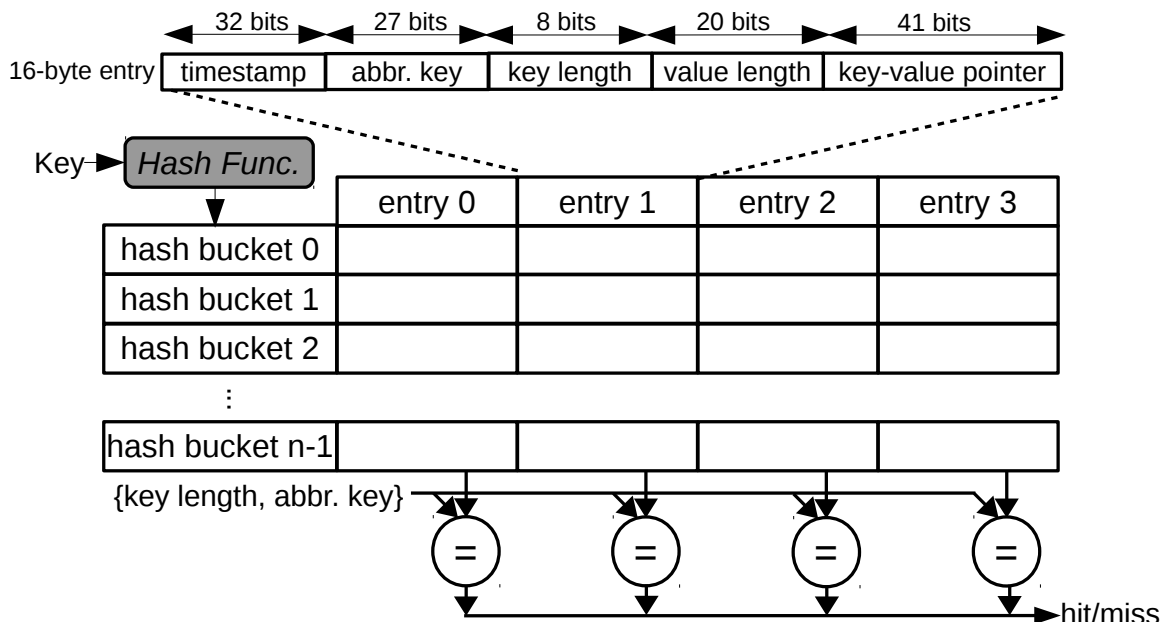 32 bits 27 bits 8 bits 20 bits 41 bits
16-byte entry timestamp abbr. key key length value length key-value pointer
Key Hash Func.
entry 0 entry 1 entry 2 entry 3
hash bucket 0
hash bucket 1
hash bucket 2
...
hash bucket n-1
{key length, abbr. key}
= = = =
hit/miss